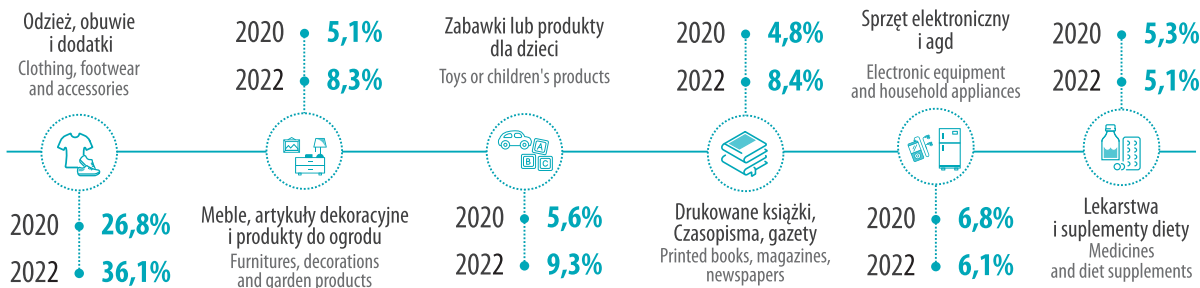 Odzież, obuwie
i dodatki
Clothing, footwear
and accessories
2020 26,8%
2022 36,1%
2020 5,1%
2022 8,3%
Meble, artykuły dekoracyjne
i produkty do ogrodu
Furnitures, decorations
and garden products
Zabawki lub produkty
dla dzieci
Toys or children's products
A
B C
2020 5,6%
2022 9,3%
2020 4,8%
2022 8,4%
Drukowane książki,
Czasopisma, gazety
Printed books, magazines,
newspapers
Sprzęt elektroniczny
i agd
Electronic equipment
and household appliances
2020 6,8%
2022 6,1%
2020 5,3%
2022 5,1%
Lekarstwa
i suplementy diety
Medicines
and diet supplements